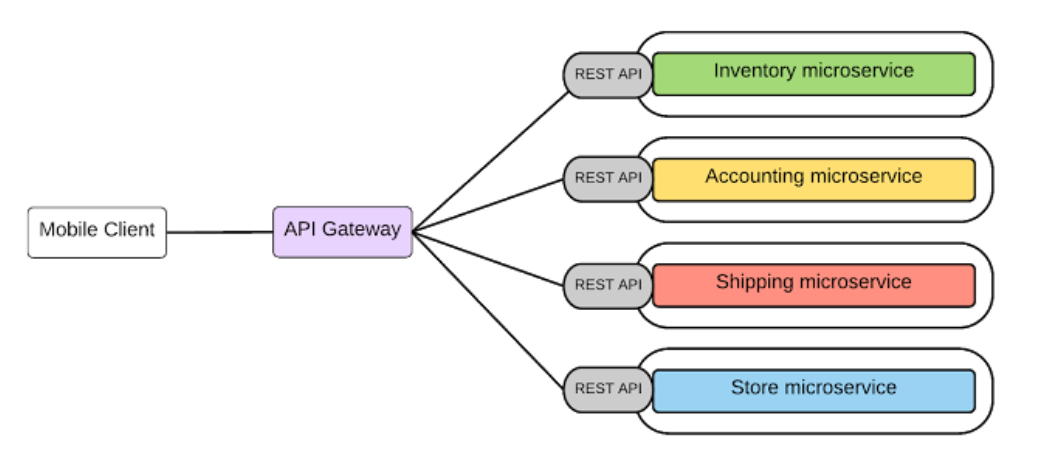 Mobile Client
API Gateway
REST API
Inventory microservice
REST API
Accounting microservice
REST API
Shipping microservice
REST API
Store microservice